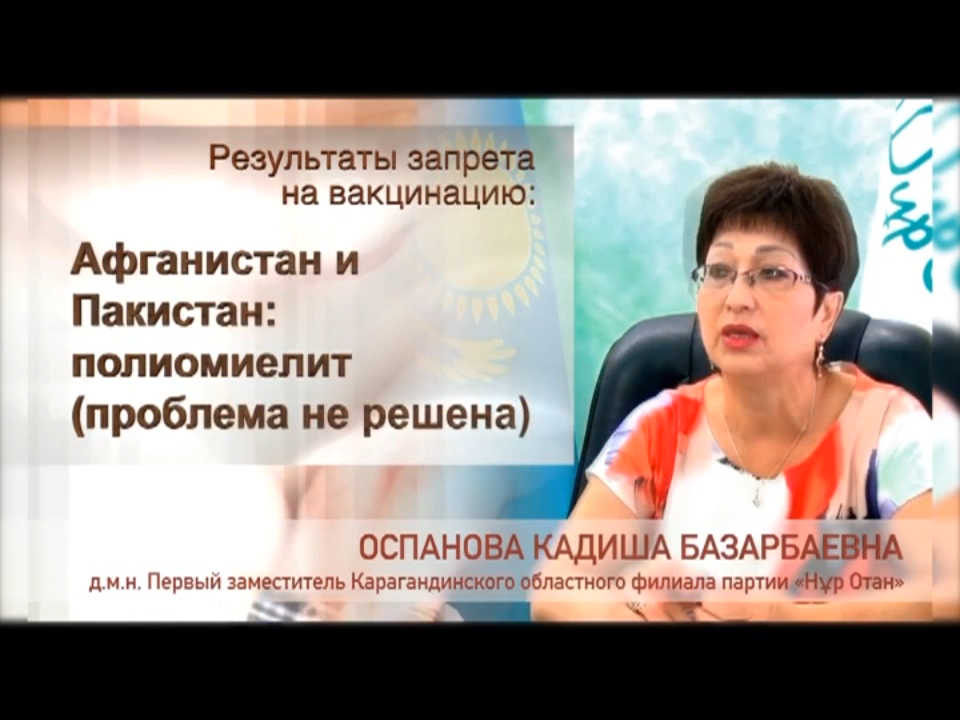 Результаты запрета
на вакцинацию:
Афганистан и
Пакистан:
полиомиелит
(проблема не решена)
ОСПАНОВА КАДИША БАЗАРБАЕВНА
д.м.н. Первый заместитель Карагандинского областного филиала партии «Нұр Отан»